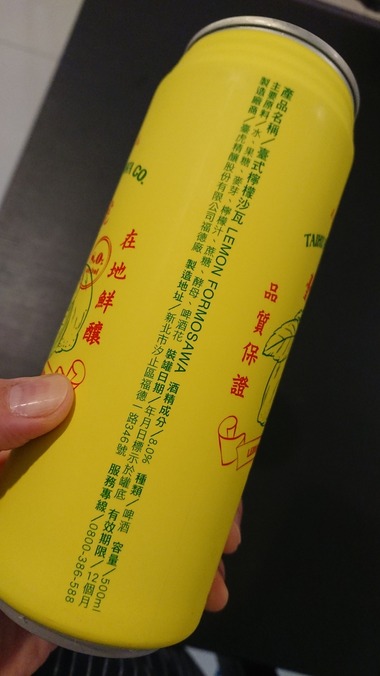 產品名稱╱臺式檸檬沙瓦 LEMON FORMOSAWA 酒精成分╱8.0% 種類╱啤酒 容量╱500ml
主要原料╱水、果糖、麥芽、檸檬汁、蔗糖、酵母、啤酒花 裝罐日期╱年月日標示於罐底 有效期限╱12個月
製造廠商╱臺虎精釀股份有限公司福德廠 製造地址╱新北市汐止區福德一路346號 服務專線╱0800-386-588
CO.
在地鮮釀
品質保證